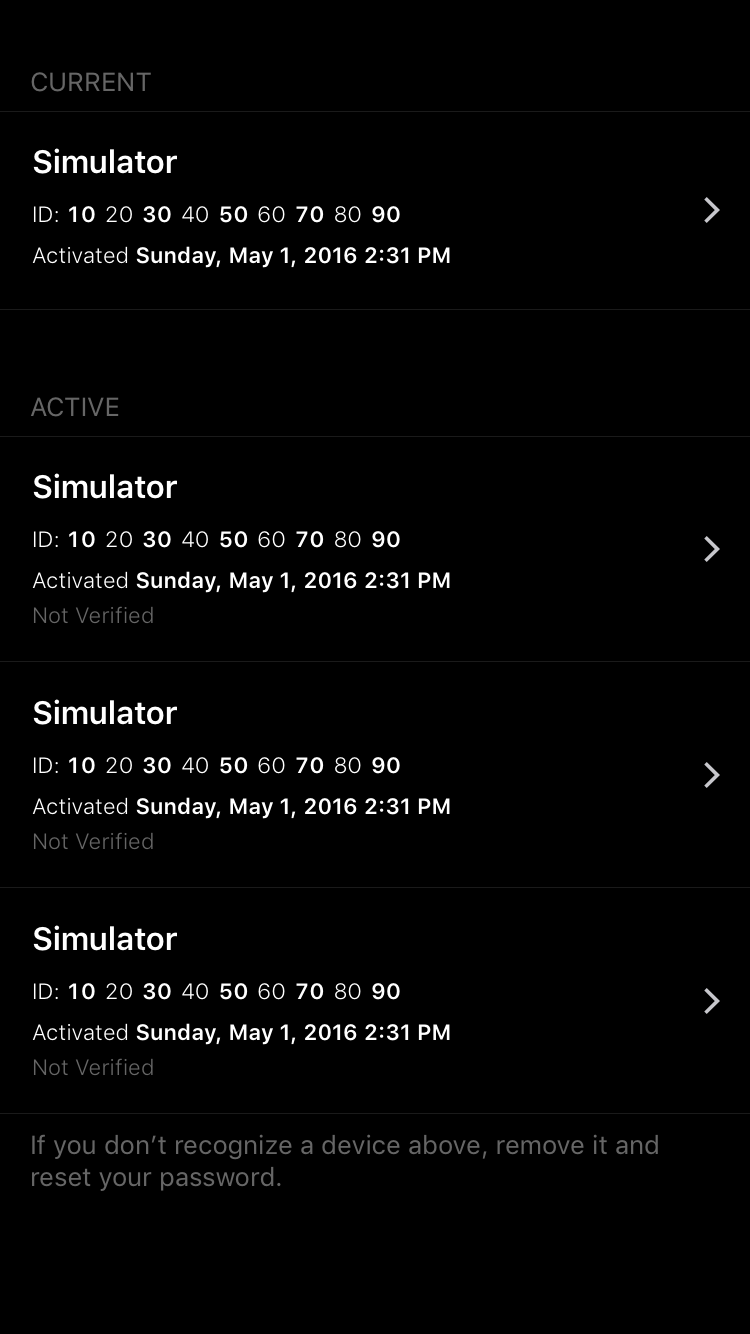 CURRENT
Simulator
ID: 10 20 30 40 50 60 70 80 90
Activated Sunday, May 1, 2016 2:31 PM
ACTIVE
Simulator
ID: 10 20 30 40 50 60 70 80 90
Activated Sunday, May 1, 2016 2:31 PM
Not Verified
Simulator
ID: 10 20 30 40 50 60 70 80 90
Activated Sunday, May 1, 2016 2:31 PM
Not Verified
Simulator
ID: 10 20 30 40 50 60 70 80 90
Activated Sunday, May 1, 2016 2:31 PM
Not Verified
If you don’t recognize a device above, remove it and
reset your password.